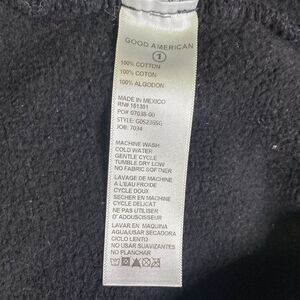 GOOD AMERICAN
1
100% COTTON
100% COTON
100% ALGODON
MADE IN MEXICO
RN# 151301
PO# 07038-00
STYLE:
JOB: 7034
MACHINE WASH
COLD WATER
GENTLE CYCLE
TUMBLE DRY LOW
NO FABRIC SOFTNER
LAVAGE DE MACHINE
A L'EAU FROIDE
CYCLE DOUX
SECHER EN MACHINE
CYCLE DELICAT
NE PAS UTILISER
D'ADOUCISSEUR
LAVAR EN MAQUINA
AGUA/USAR SECADORA
CICLO LENTO
NO USAR SUAVIZANTES
NO PLANCHAR